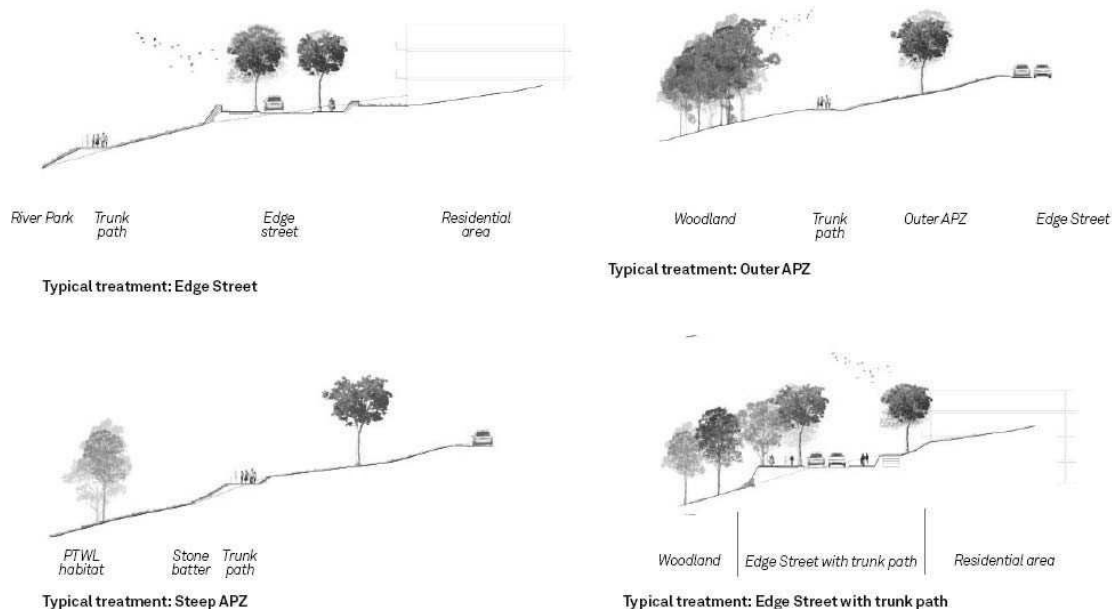 River Park
Trunk
path
Edge
street
Residential
area
Typical treatment: Edge Street
Woodland
Trunk
path
Outer APZ
Edge Street
Typical treatment: Outer APZ
PTWL
habitat
Stone
batter
Trunk
path
Typical treatment: Steep APZ
Woodland
Edge Street with trunk path
Residential area
Typical treatment: Edge Street with trunk path